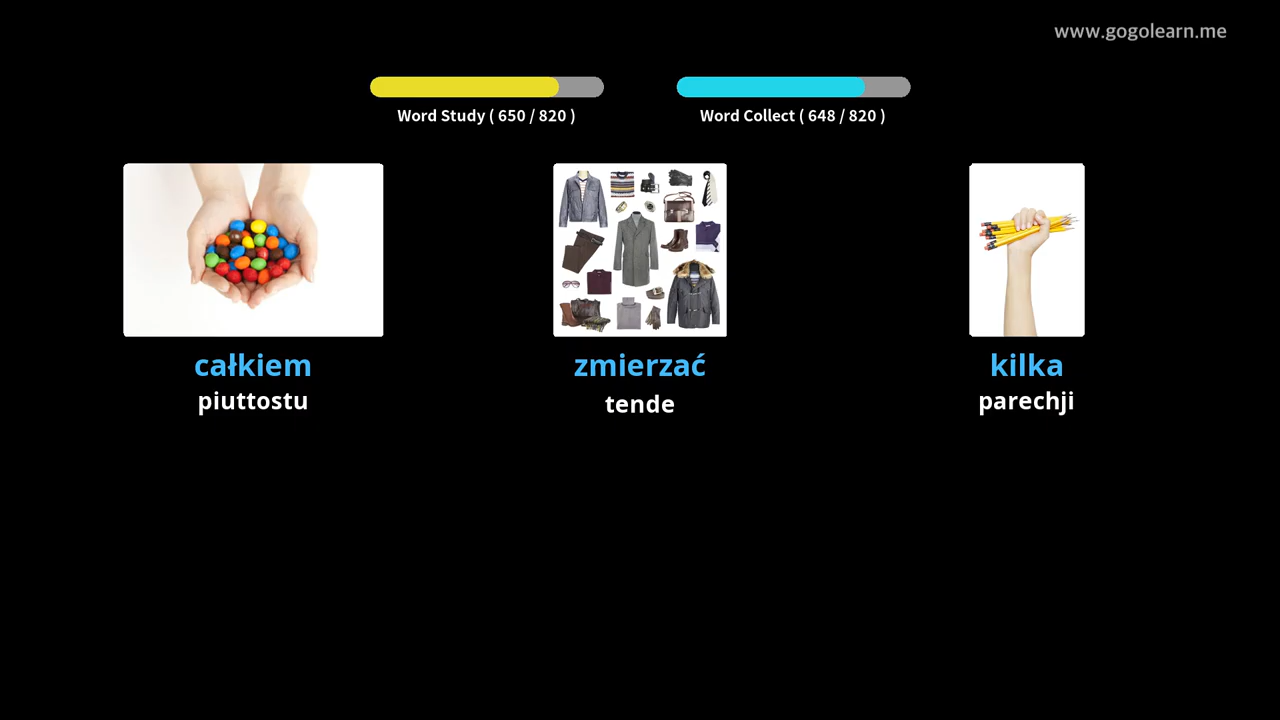 www.gogolearn.me
Word Study ( 650 / 820 )
Word Collect ( 648 / 820 )
całkiem
piuttostu
zmierzać
tende
kilka
parechji